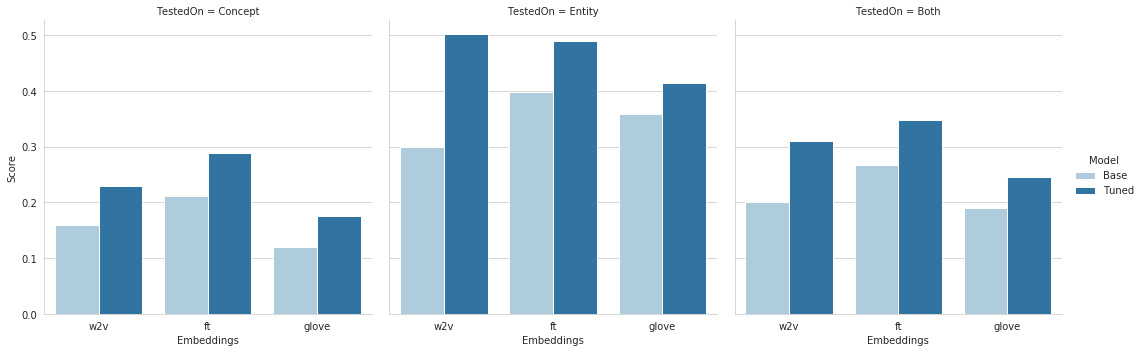 TestedOn = Concept
TestedOn = Entity
TestedOn = Both
Score
0.5
0.4
0.3
0.2
0.1
0.0
w2v
ft
glove
Embeddings
w2v
ft
glove
Embeddings
w2v
ft
glove
Embeddings
Model
Base
Tuned